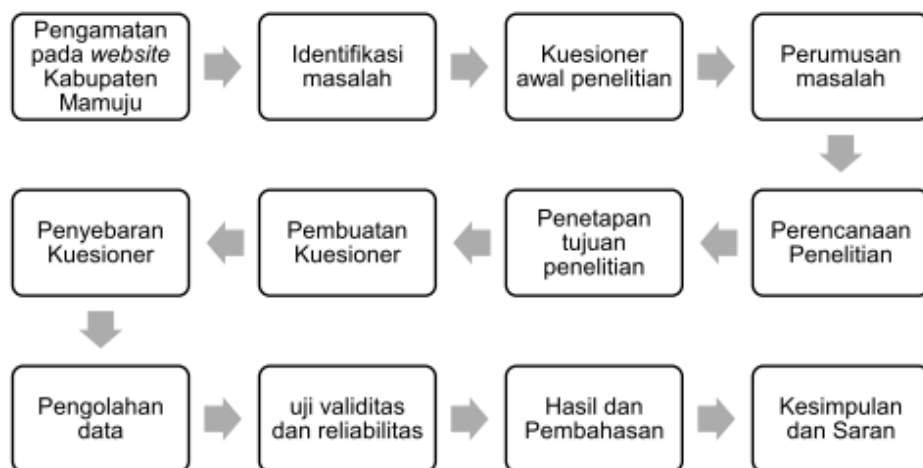 Pengamatan
pada website
Kabupaten
Mamuju
Identifikasi
masalah
Kuesioner
awal penelitian
Perumusan
masalah
Perencanaan
Penelitian
Penetapan
tujuan
penelitian
Pembuatan
Kuesioner
Penyebaran
Kuesioner
Pengolahan
data
uji validitas
dan reliabilitas
Hasil dan
Pembahasan
Kesimpulan
dan Saran